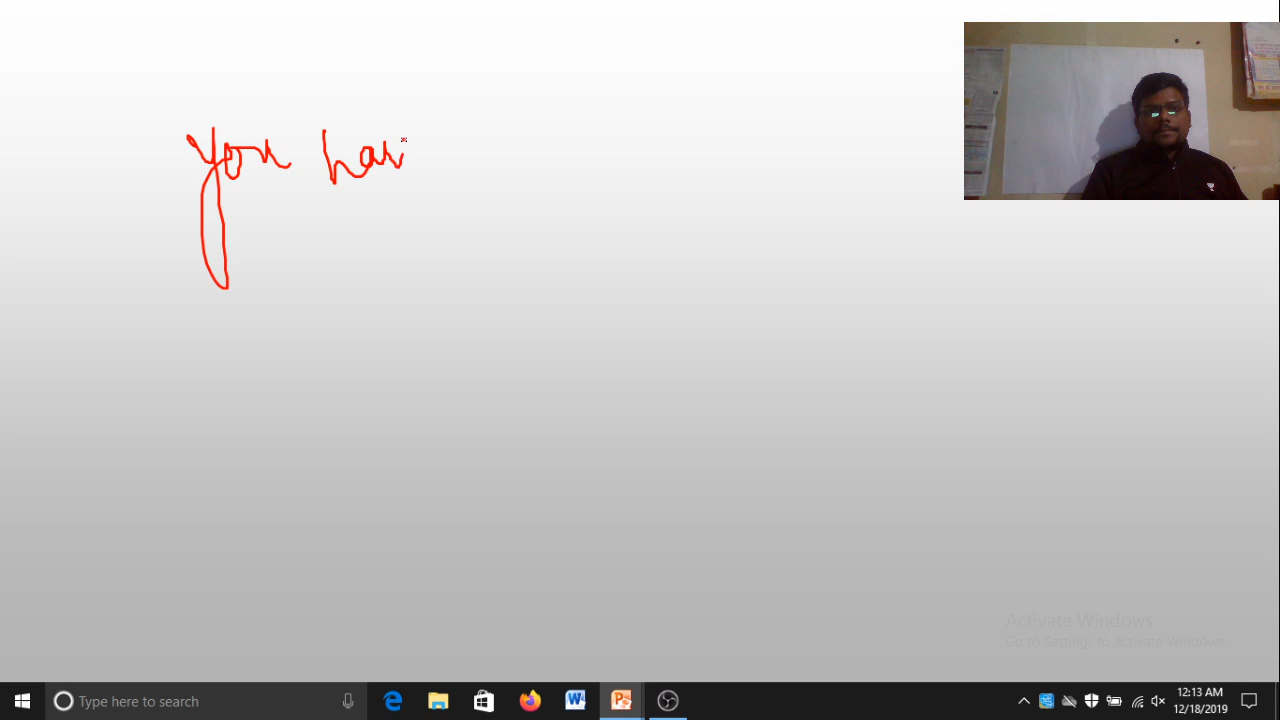 you hav
Activate Windows
Go to Settings to activate Windows.
Type here to search
12:13 AM
12/18/2019